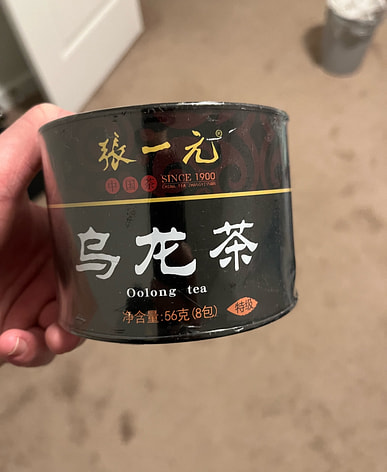 张一元®
中国茶 SINCE 1900
乌龙茶
Oolong tea
净含量:56克(8包) 特级